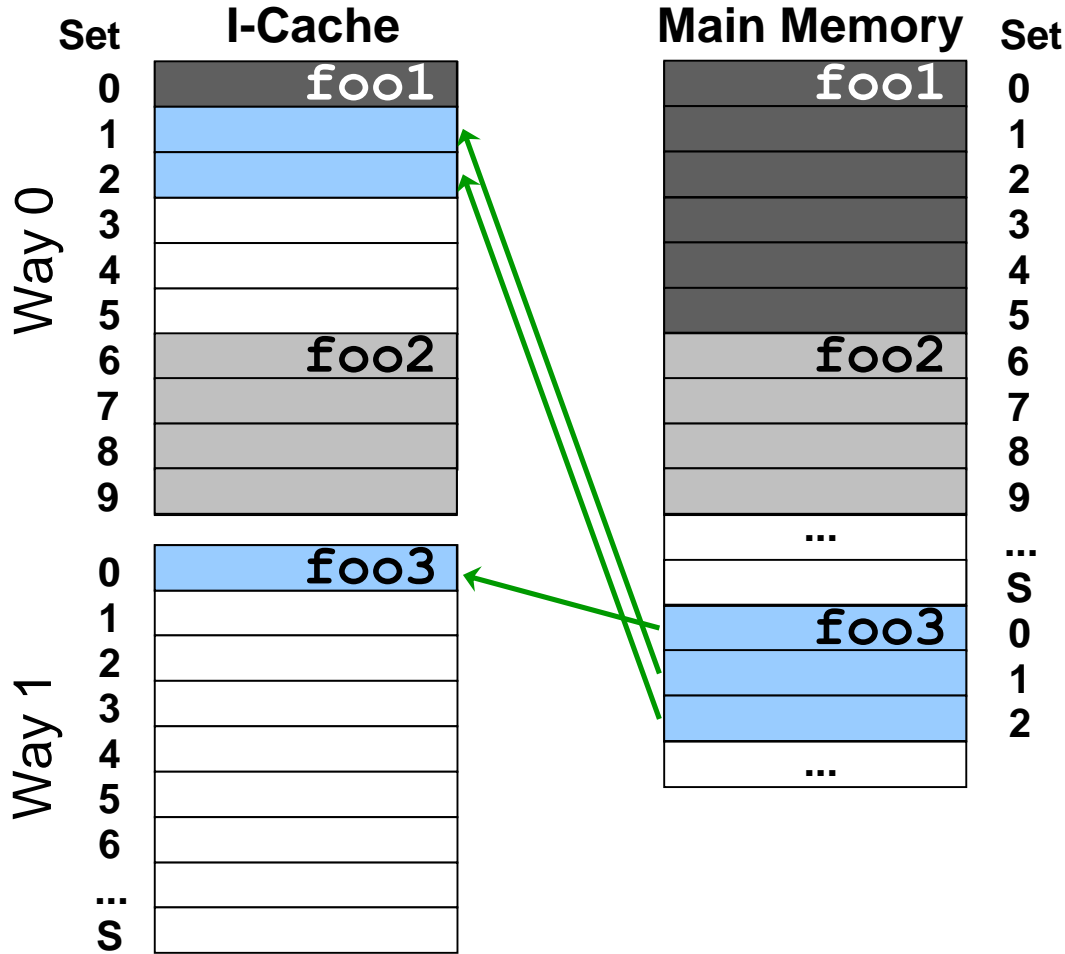 Set I-Cache Main Memory Set
0 foo1 foo1 0
1 1
2 2
Way 0
3 3
4 4
5 5
6 foo2 foo2 6
7 7
8 8
9 9
... ...
0 foo3 S
1 foo3 0
2 1
3 2
Way 1
4 ...
5
6
...
S